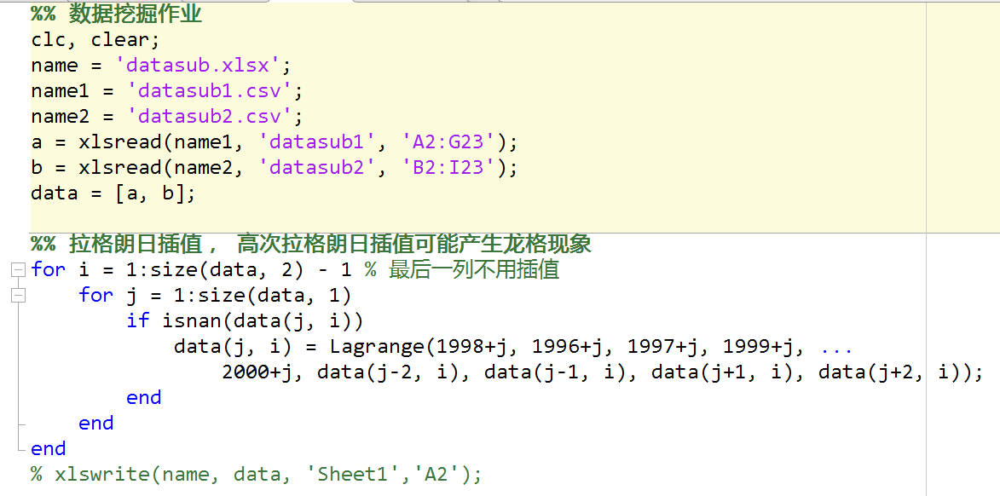 %% 数据挖掘作业
clc, clear;
name = 'datasub.xlsx';
name1 = 'datasub1.csv';
name2 = 'datasub2.csv';
a = xlsread(name1, 'datasub1', 'A2:G23');
b = xlsread(name2, 'datasub2', 'B2:I23');
data = [a, b];
%% 拉格朗日插值， 高次拉格朗日插值可能产生龙格现象
for i = 1:size(data, 2) - 1 % 最后一列不用插值
    for j = 1:size(data, 1)
        if isnan(data(j, i))
            data(j, i) = Lagrange(1998+j, 1996+j, 1997+j, 1999+j, ...
                2000+j, data(j-2, i), data(j-1, i), data(j+1, i), data(j+2, i));
        end
    end
end
% xlswrite(name, data, 'Sheet1','A2');